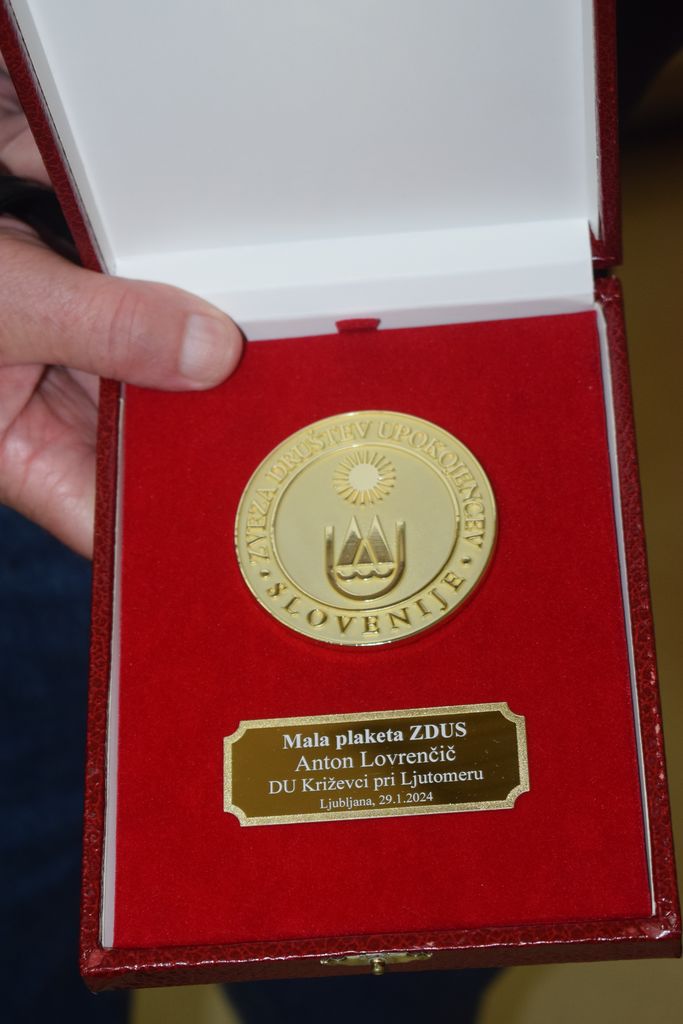 ZVEZA DRUŠTEV UPOKOJENCEV
• SLOVENIJE •
Mala plaketa ZDUS
Anton Lovrenčič
DU Križevci pri Ljutomeru
Ljubljana, 29.1.2024